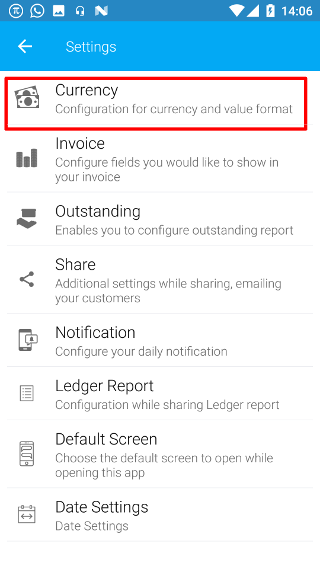 14:06
Settings
Currency
Configuration for currency and value format
Invoice
Configure fields you would like to show in
your invoice
Outstanding
Enables you to configure outstanding report
Share
Additional settings while sharing, emailing
your customers
Notification
Configure your daily notification
Ledger Report
Configuration while sharing Ledger report
Default Screen
Choose the default screen to open while
opening this app
Date Settings
Date Settings